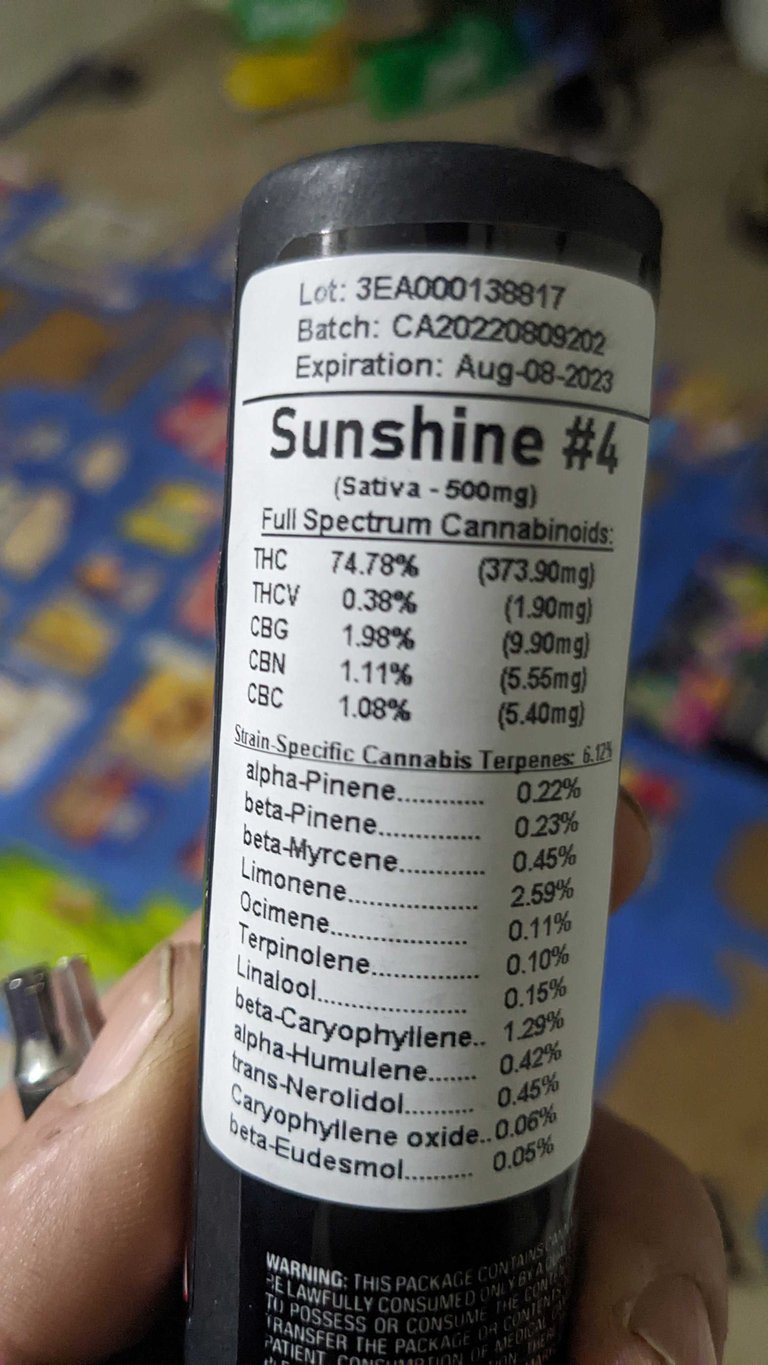 Lot: 3EA000138817
Batch: CA20220809202
Expiration: Aug-08-2023
Sunshine #4
(Sativa - 500mg)
Full Spectrum Cannabinoids:
THC 74.78% (373.90mg)
THCV 0.38% (1.90mg)
CBG 1.98% (9.90mg)
CBN 1.11% (5.55mg)
CBC 1.08% (5.40mg)
Strain-Specific Cannabis Terpenes: 6.12%
alpha-Pinene............ 0.22%
beta-Pinene.............. 0.23%
beta-Myrcene........... 0.45%
Limonene................. 2.59%
Ocimene.................. 0.11%
Terpinolene.............. 0.10%
Linalool.................... 0.15%
beta-Caryophyllene.. 1.29%
alpha-Humulene....... 0.42%
trans-Nerolidol.......... 0.45%
Caryophyllene oxide.. 0.06%
beta-Eudesmol.......... 0.05%
WARNING: THIS PACKAGE CONTAINS
BE LAWFULLY CONSUMED ONLY BY A
TO POSSESS OR CONSUME THE
TRANSFER THE PACKAGE OR CONTENTS
PATIENT. CONSUMPTION OF MEDICAL